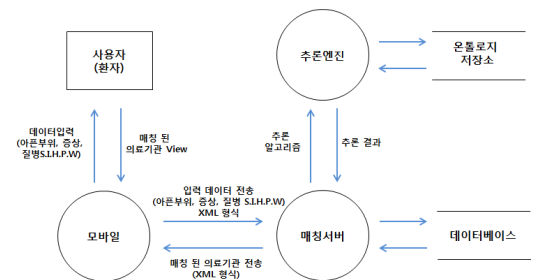 사용자
(환자)
추론엔진
온톨로지
저장소
데이터입력
(아픈부위, 증상,
질병S.I.H.P.W)
매칭 된
의료기관 View
추론
알고리즘
추론 결과
입력 데이터 전송
(아픈부위, 증상, 질병 S.I.H.P.W)
XML 형식
모바일
매칭서버
데이터베이스
매칭 된 의료기관 전송
(XML 형식)